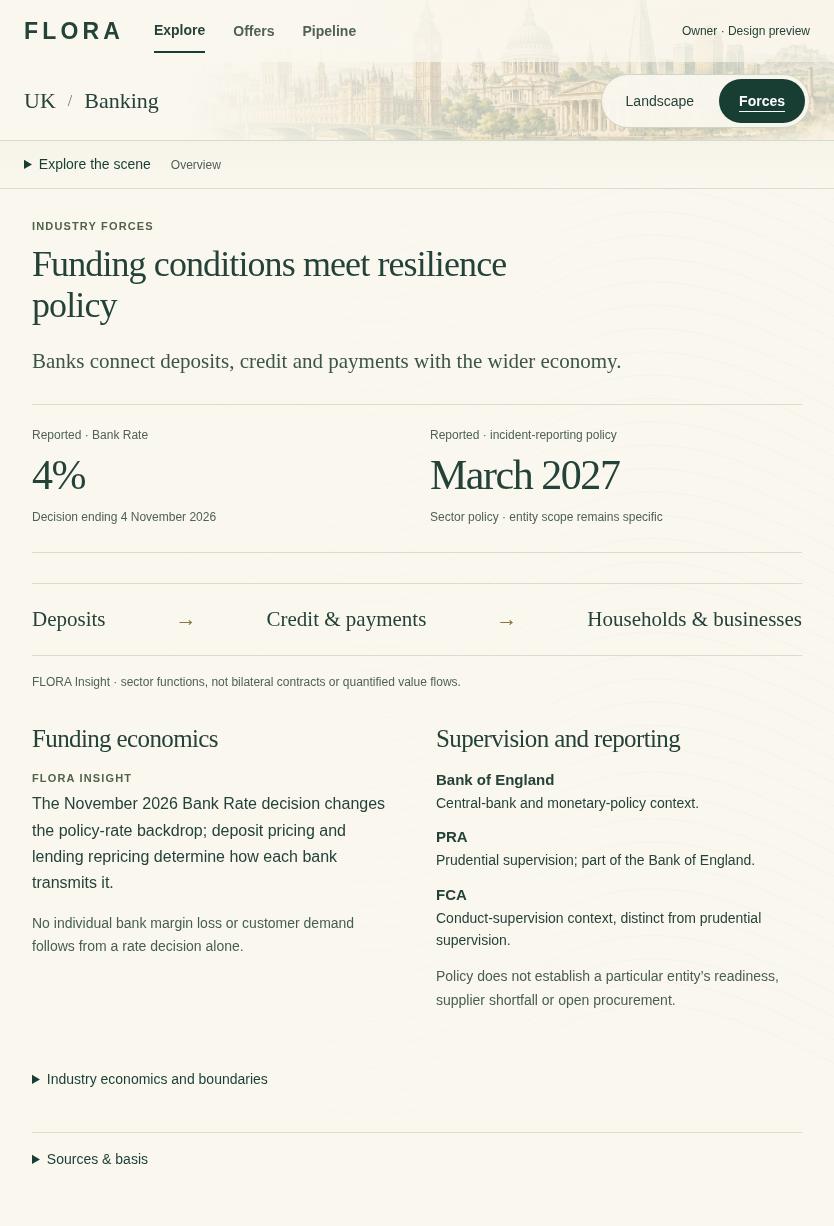 FLORA
Explore
Offers
Pipeline
Owner · Design preview
UK / Banking
Landscape
Forces
Explore the scene
Overview
INDUSTRY FORCES
Funding conditions meet resilience
policy
Banks connect deposits, credit and payments with the wider economy.
Reported · Bank Rate
4%
Decision ending 4 November 2026
Reported · incident-reporting policy
March 2027
Sector policy · entity scope remains specific
Deposits → Credit & payments → Households & businesses
FLORA Insight · sector functions, not bilateral contracts or quantified value flows.
Funding economics
FLORA INSIGHT
The November 2026 Bank Rate decision changes
the policy-rate backdrop; deposit pricing and
lending repricing determine how each bank
transmits it.
No individual bank margin loss or customer demand
follows from a rate decision alone.
Supervision and reporting
Bank of England
Central-bank and monetary-policy context.
PRA
Prudential supervision; part of the Bank of England.
FCA
Conduct-supervision context, distinct from prudential
supervision.
Policy does not establish a particular entity’s readiness,
supplier shortfall or open procurement.
Industry economics and boundaries
Sources & basis